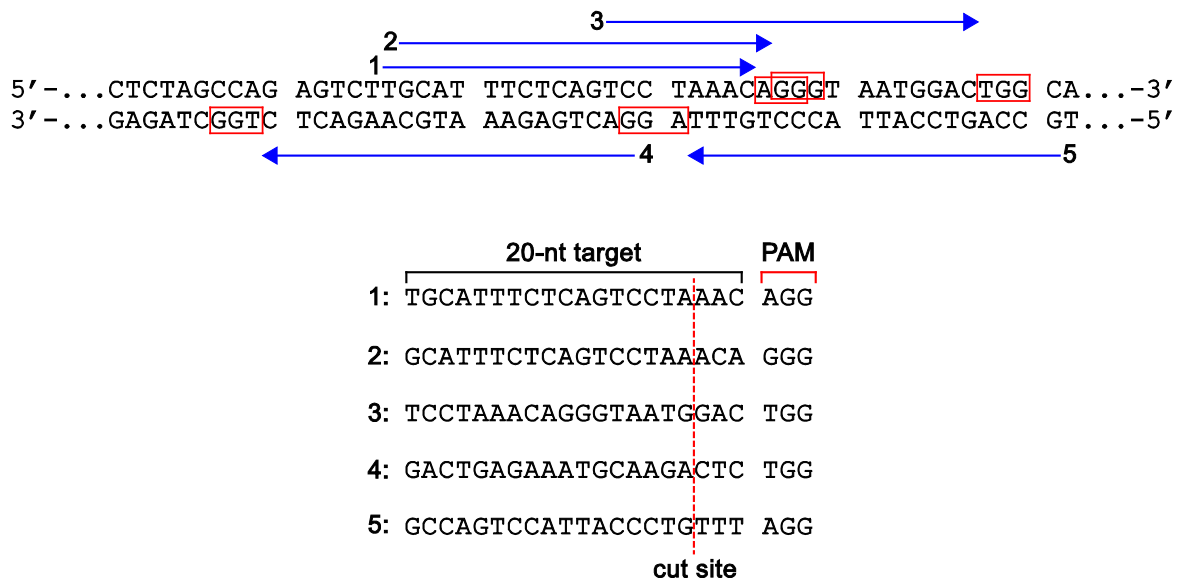 3
2
1
5′-...CTCTAGCCAG AGTCTTGCAT TTCTCAGTCC TAAACAGGGT AATGGACTGG CA...-3′
3′-...GAGATCGGTC TCAGAACGTA AAGAGTCAGG ATTTGTCCCA TTACCTGACC GT...-5′
4 5
20-nt target PAM
1: TGCATTTCTCAGTCCTAAAC AGG
2: GCATTTCTCAGTCCTAAACA GGG
3: TCCTAAACAGGGTAATGGAC TGG
4: GACTGAGAAATGCAAGACTC TGG
5: GCCAGTCCATTACCCTGTTT AGG
cut site